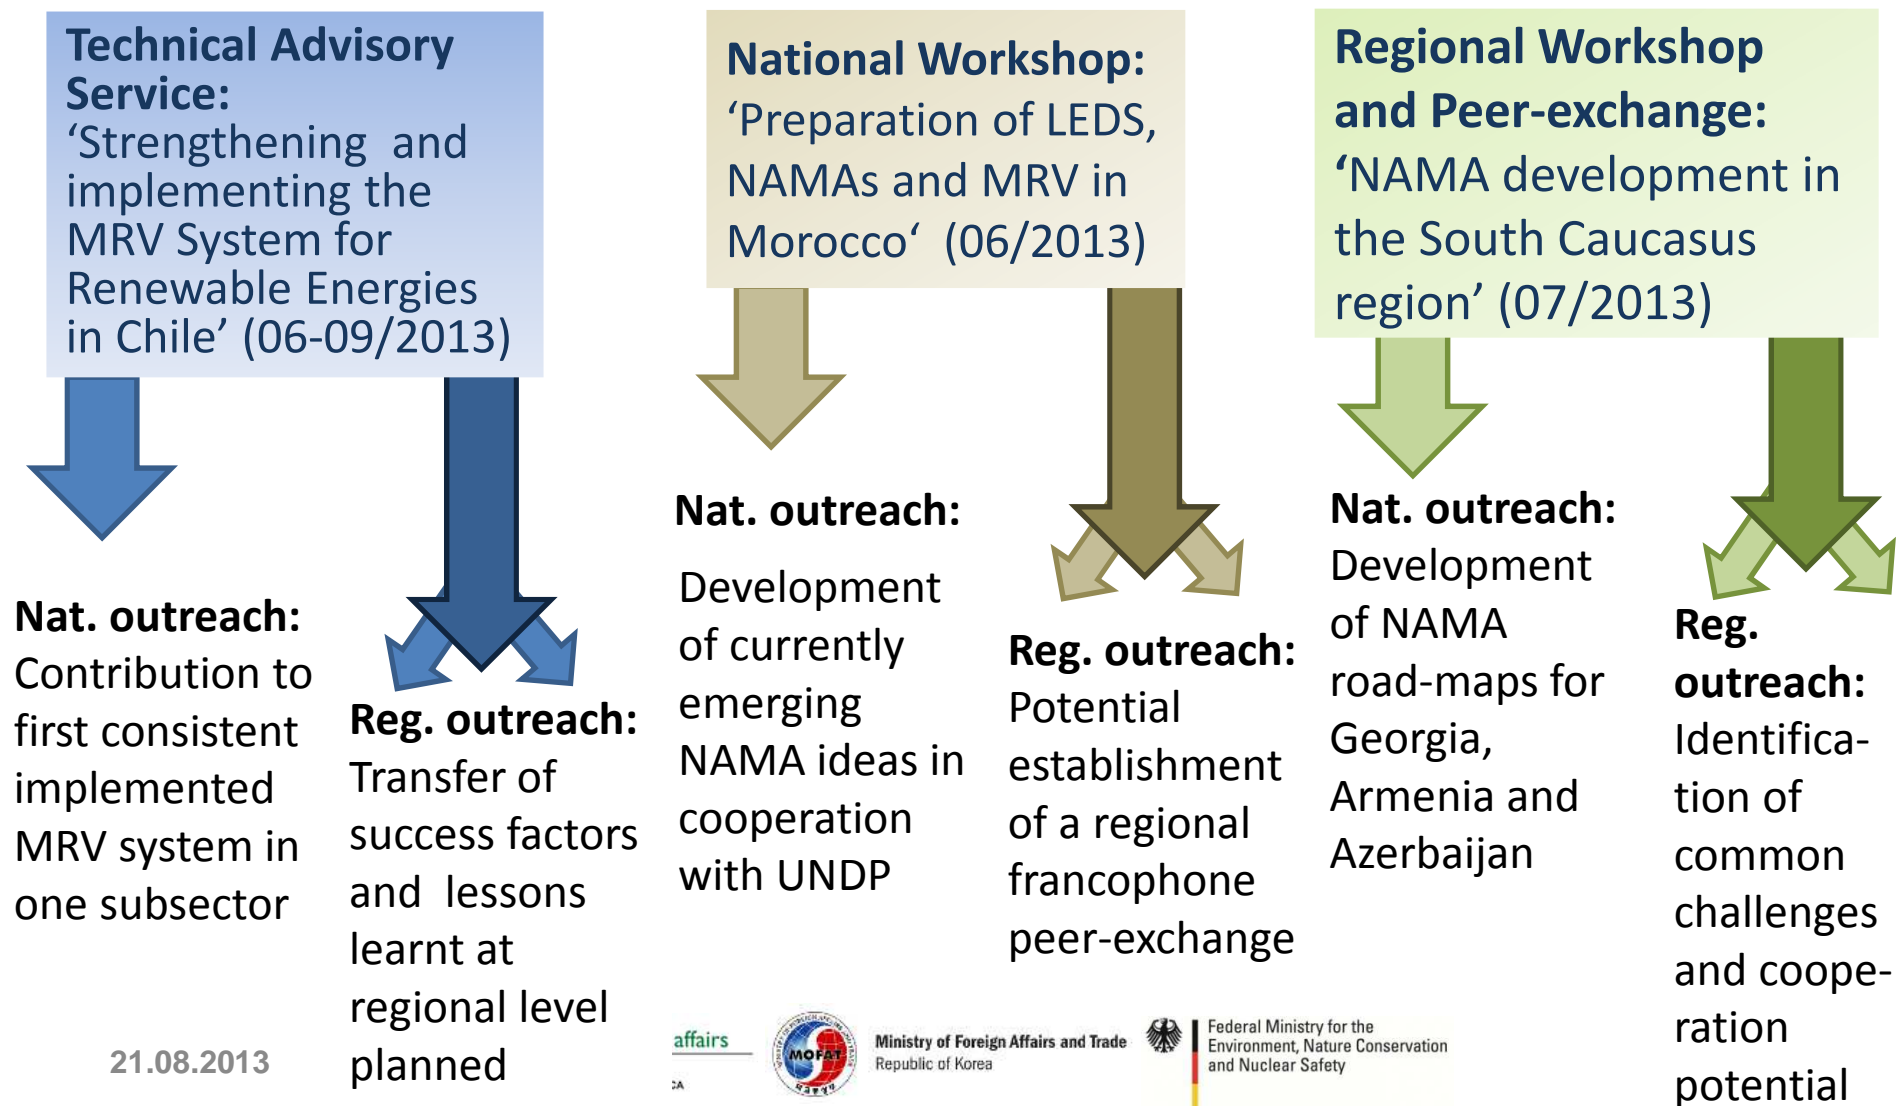 Technical Advisory
Service:
‘Strengthening and
implementing the
MRV System for
Renewable Energies
in Chile’ (06-09/2013)
Nat. outreach:
Contribution to
first consistent
implemented
MRV system in
one subsector
Reg. outreach:
Transfer of
success factors
and lessons
learnt at
regional level
planned
National Workshop:
‘Preparation of LEDS,
NAMAs and MRV in
Morocco‘ (06/2013)
Nat. outreach:
Development
of currently
emerging
NAMA ideas in
cooperation
with UNDP
Reg. outreach:
Potential
establishment
of a regional
francophone
peer-exchange
Regional Workshop
and Peer-exchange:
‘NAMA development in
the South Caucasus
region’ (07/2013)
Nat. outreach:
Development
of NAMA
road-maps for
Georgia,
Armenia and
Azerbaijan
Reg.
outreach:
Identifica-
tion of
common
challenges
and coope-
ration
potential
21.08.2013
affairs
CA
MOFAT
Ministry of Foreign Affairs and Trade
Republic of Korea
Federal Ministry for the
Environment, Nature Conservation
and Nuclear Safety